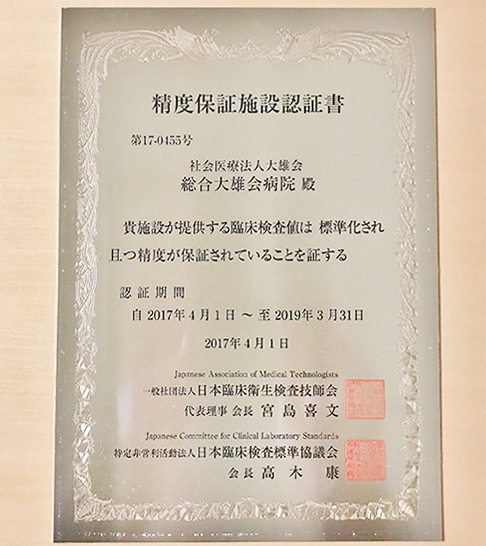 精度保証施設認証書
第17-0455号
社会医療法人大雄会
総合大雄会病院 殿
貴施設が提供する臨床検査値は 標準化され
且つ精度が保証されていることを証する
認証期間
自 2017年4月1日 〜 至 2019年3月31日
2017年4月1日
Japanese Association of Medical Technologists
一般社団法人日本臨床衛生検査技師会
代表理事 会長 宮島喜文
Japanese Committee for Clinical Laboratory Standards
特定非営利活動法人日本臨床検査標準協議会
会長 高木 康